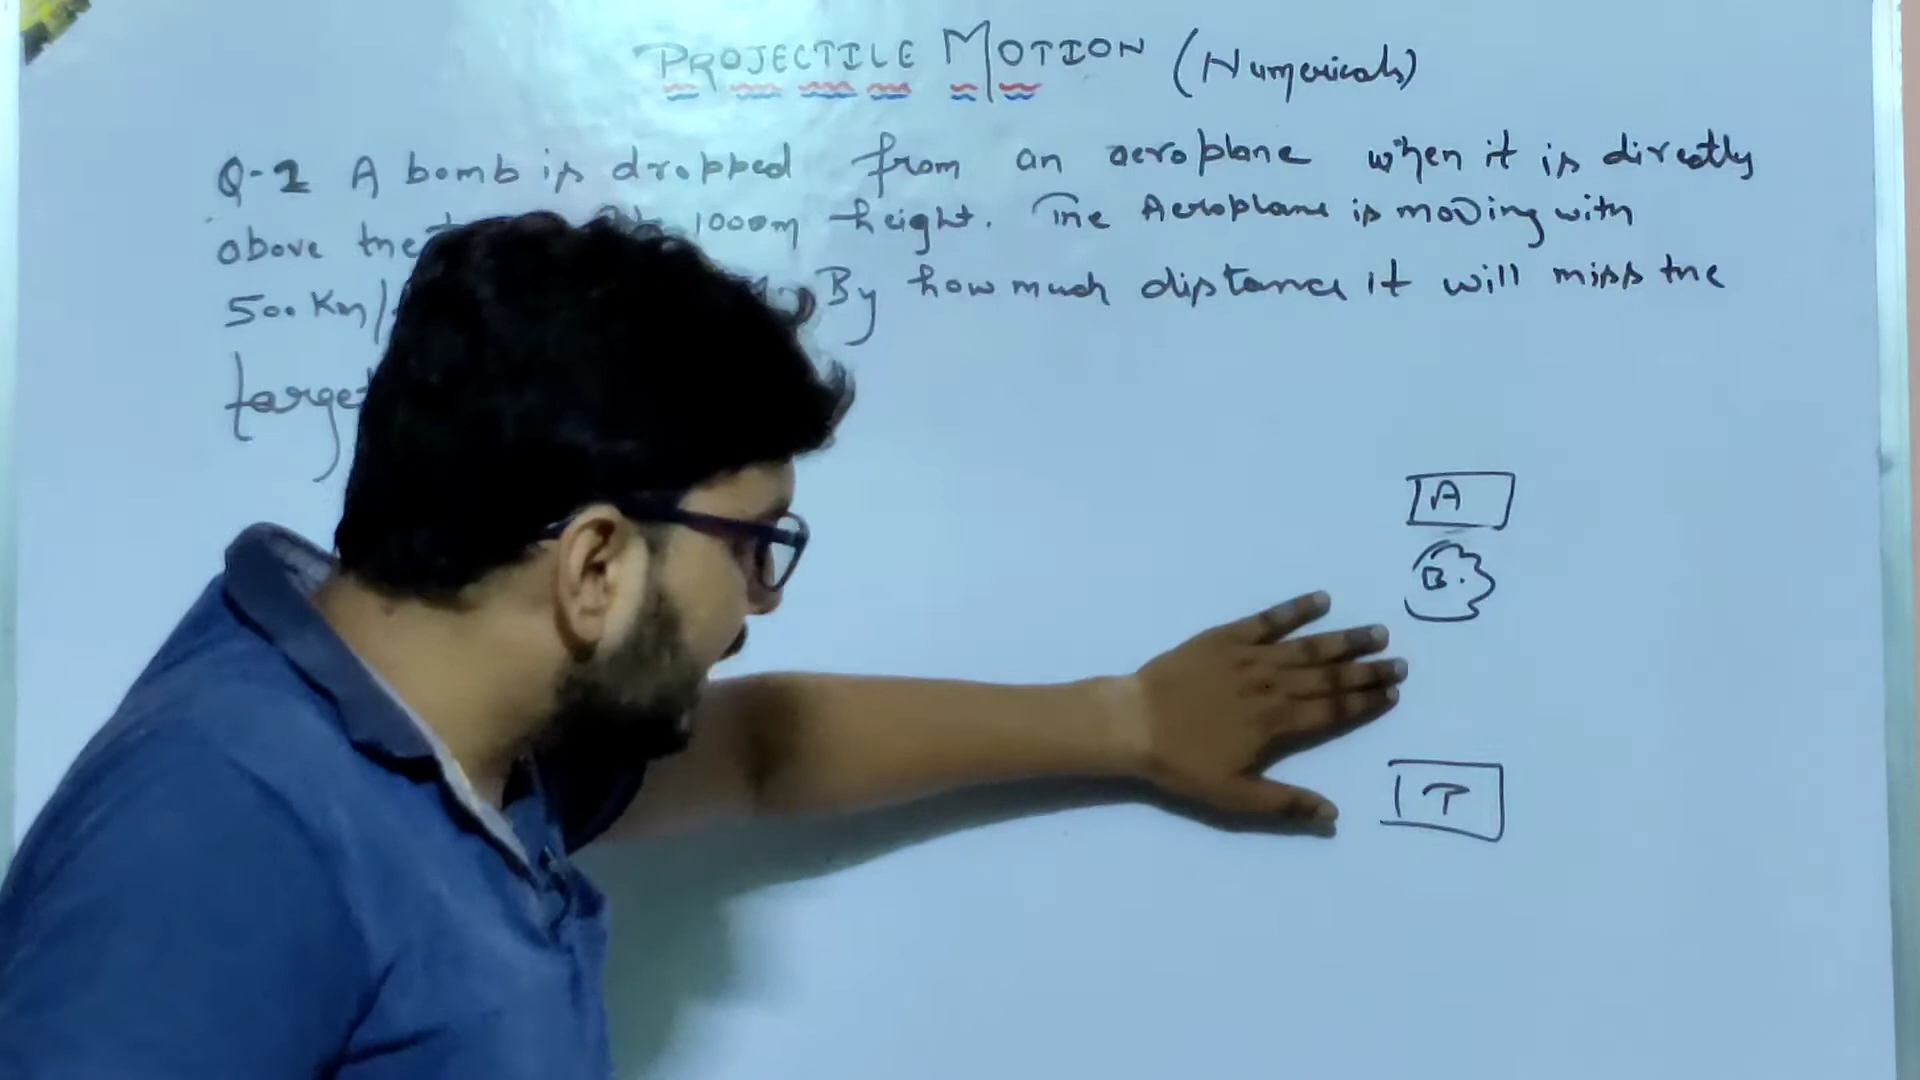 PROJECTILE MOTION (Numericals)
Q-2 A bomb is dropped from an aeroplane when it is directly
above the 1000m height. The Aeroplane is moving with
500 Km/ By how much distance it will miss the
target
A
B.
T